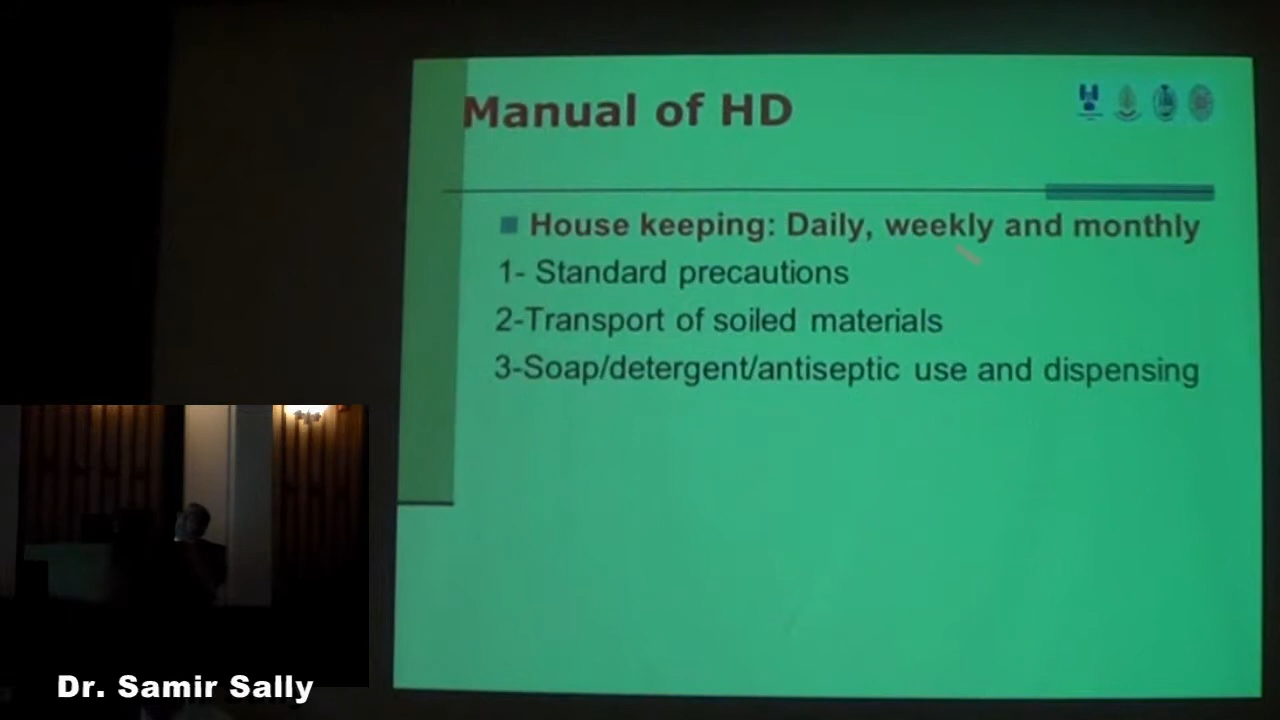 Manual of HD
House keeping: Daily, weekly and monthly
1- Standard precautions
2-Transport of soiled materials
3-Soap/detergent/antiseptic use and dispensing
Dr. Samir Sally